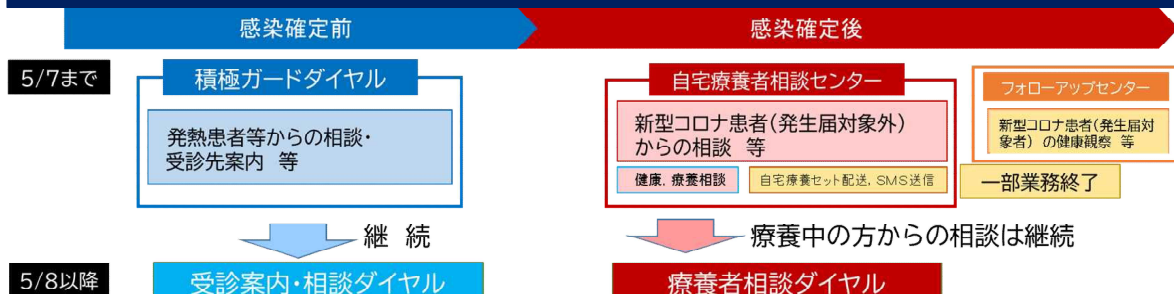 感染確定前
感染確定後
5/7まで
積極ガードダイヤル
発熱患者等からの相談・
受診先案内 等
自宅療養者相談センター
新型コロナ患者(発生届対象外)
からの相談 等
健康，療養相談
自宅療養セット配送，SMS送信
フォローアップセンター
新型コロナ患者(発生届対
象者) の健康観察 等
一部業務終了
継 続
療養中の方からの相談は継続
5/8以降
受診案内・相談ダイヤル
療養者相談ダイヤル